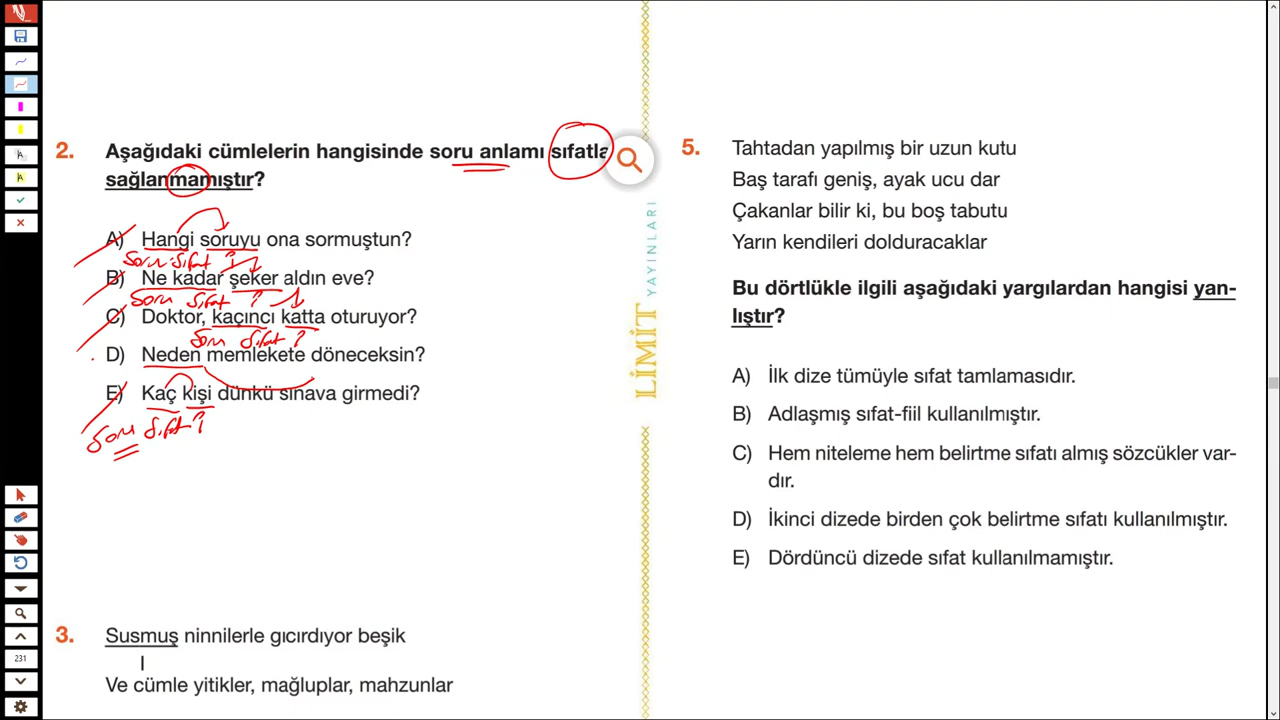 2. Aşağıdaki cümlelerin hangisinde soru anlamı sıfatla
sağlanmamıştır?
A) Hangi soruyu ona sormuştun?
soru sıfat ?
B) Ne kadar şeker aldın eve?
soru sıfat ?
C) Doktor, kaçıncı katta oturuyor?
soru sıfat ?
D) Neden memlekete döneceksin?
E) Kaç kişi dünkü sınava girmedi?
soru sıfat ?
3. Susmuş ninnilerle gıcırdıyor beşik
I
Ve cümle yitikler, mağluplar, mahzunlar
LİMİT YAYINLARI
5. Tahtadan yapılmış bir uzun kutu
Baş tarafı geniş, ayak ucu dar
Çakanlar bilir ki, bu boş tabutu
Yarın kendileri dolduracaklar
Bu dörtlükle ilgili aşağıdaki yargılardan hangisi yan-
lıştır?
A) İlk dize tümüyle sıfat tamlamasıdır.
B) Adlaşmış sıfat-fiil kullanılmıştır.
C) Hem niteleme hem belirtme sıfatı almış sözcükler var-
dır.
D) İkinci dizede birden çok belirtme sıfatı kullanılmıştır.
E) Dördüncü dizede sıfat kullanılmamıştır.
231